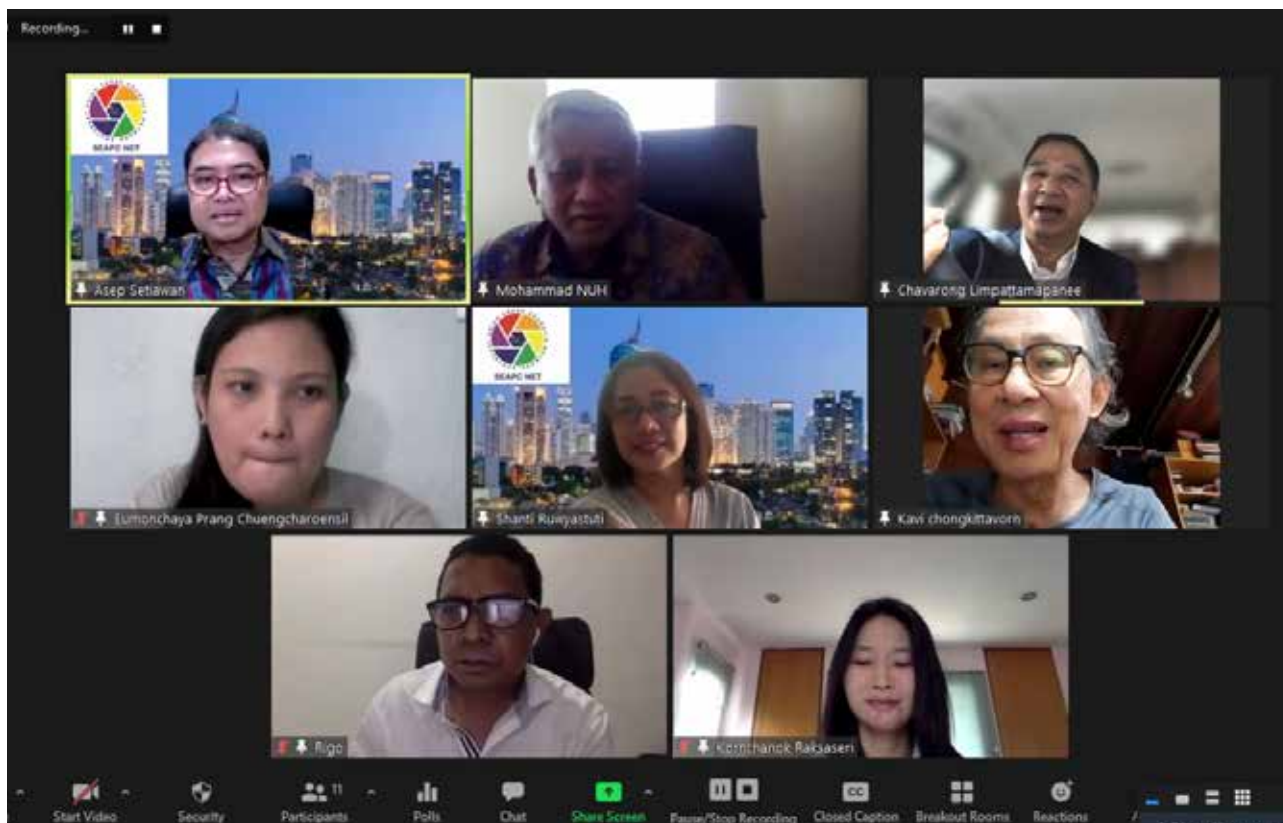 Recording...
SEAPC NET
Asep Setiawan
Mohammad NUH
Chavarong Limpattamapanee
SEAPC NET
Eumonchaya Prang Chuengcharoensil
Shanti Ruwyastuti
Kavi chongkittavorn
Rigo
Kornchanok Raksaseri
11
CC
Start Video
Security
Participants
Polls
Chat
Share Screen
Pause/Stop Recording
Closed Caption
Breakout Rooms
Reactions